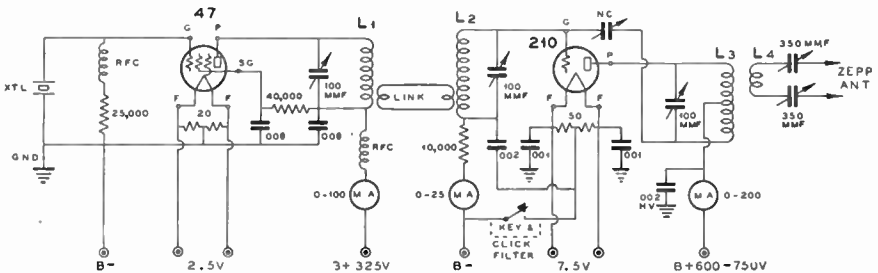 47
L1
L2
210
NC
L3
L4
350 MMF
G
P
G
P
RFC
SG
100 MMF
ZEPP ANT
XTL
40,000
LINK
100 MMF
100 MMF
350 MMF
25,000
F
F
20
F
F
50
.008
.008
RFC
10,000
.002
.001
.001
GND
0-100
MA
0-25
MA
.002 HV
MA
0-200
KEY &
CLICK
FILTER
B-
2.5V
3+ 325V
B-
7.5V
B+600-750V